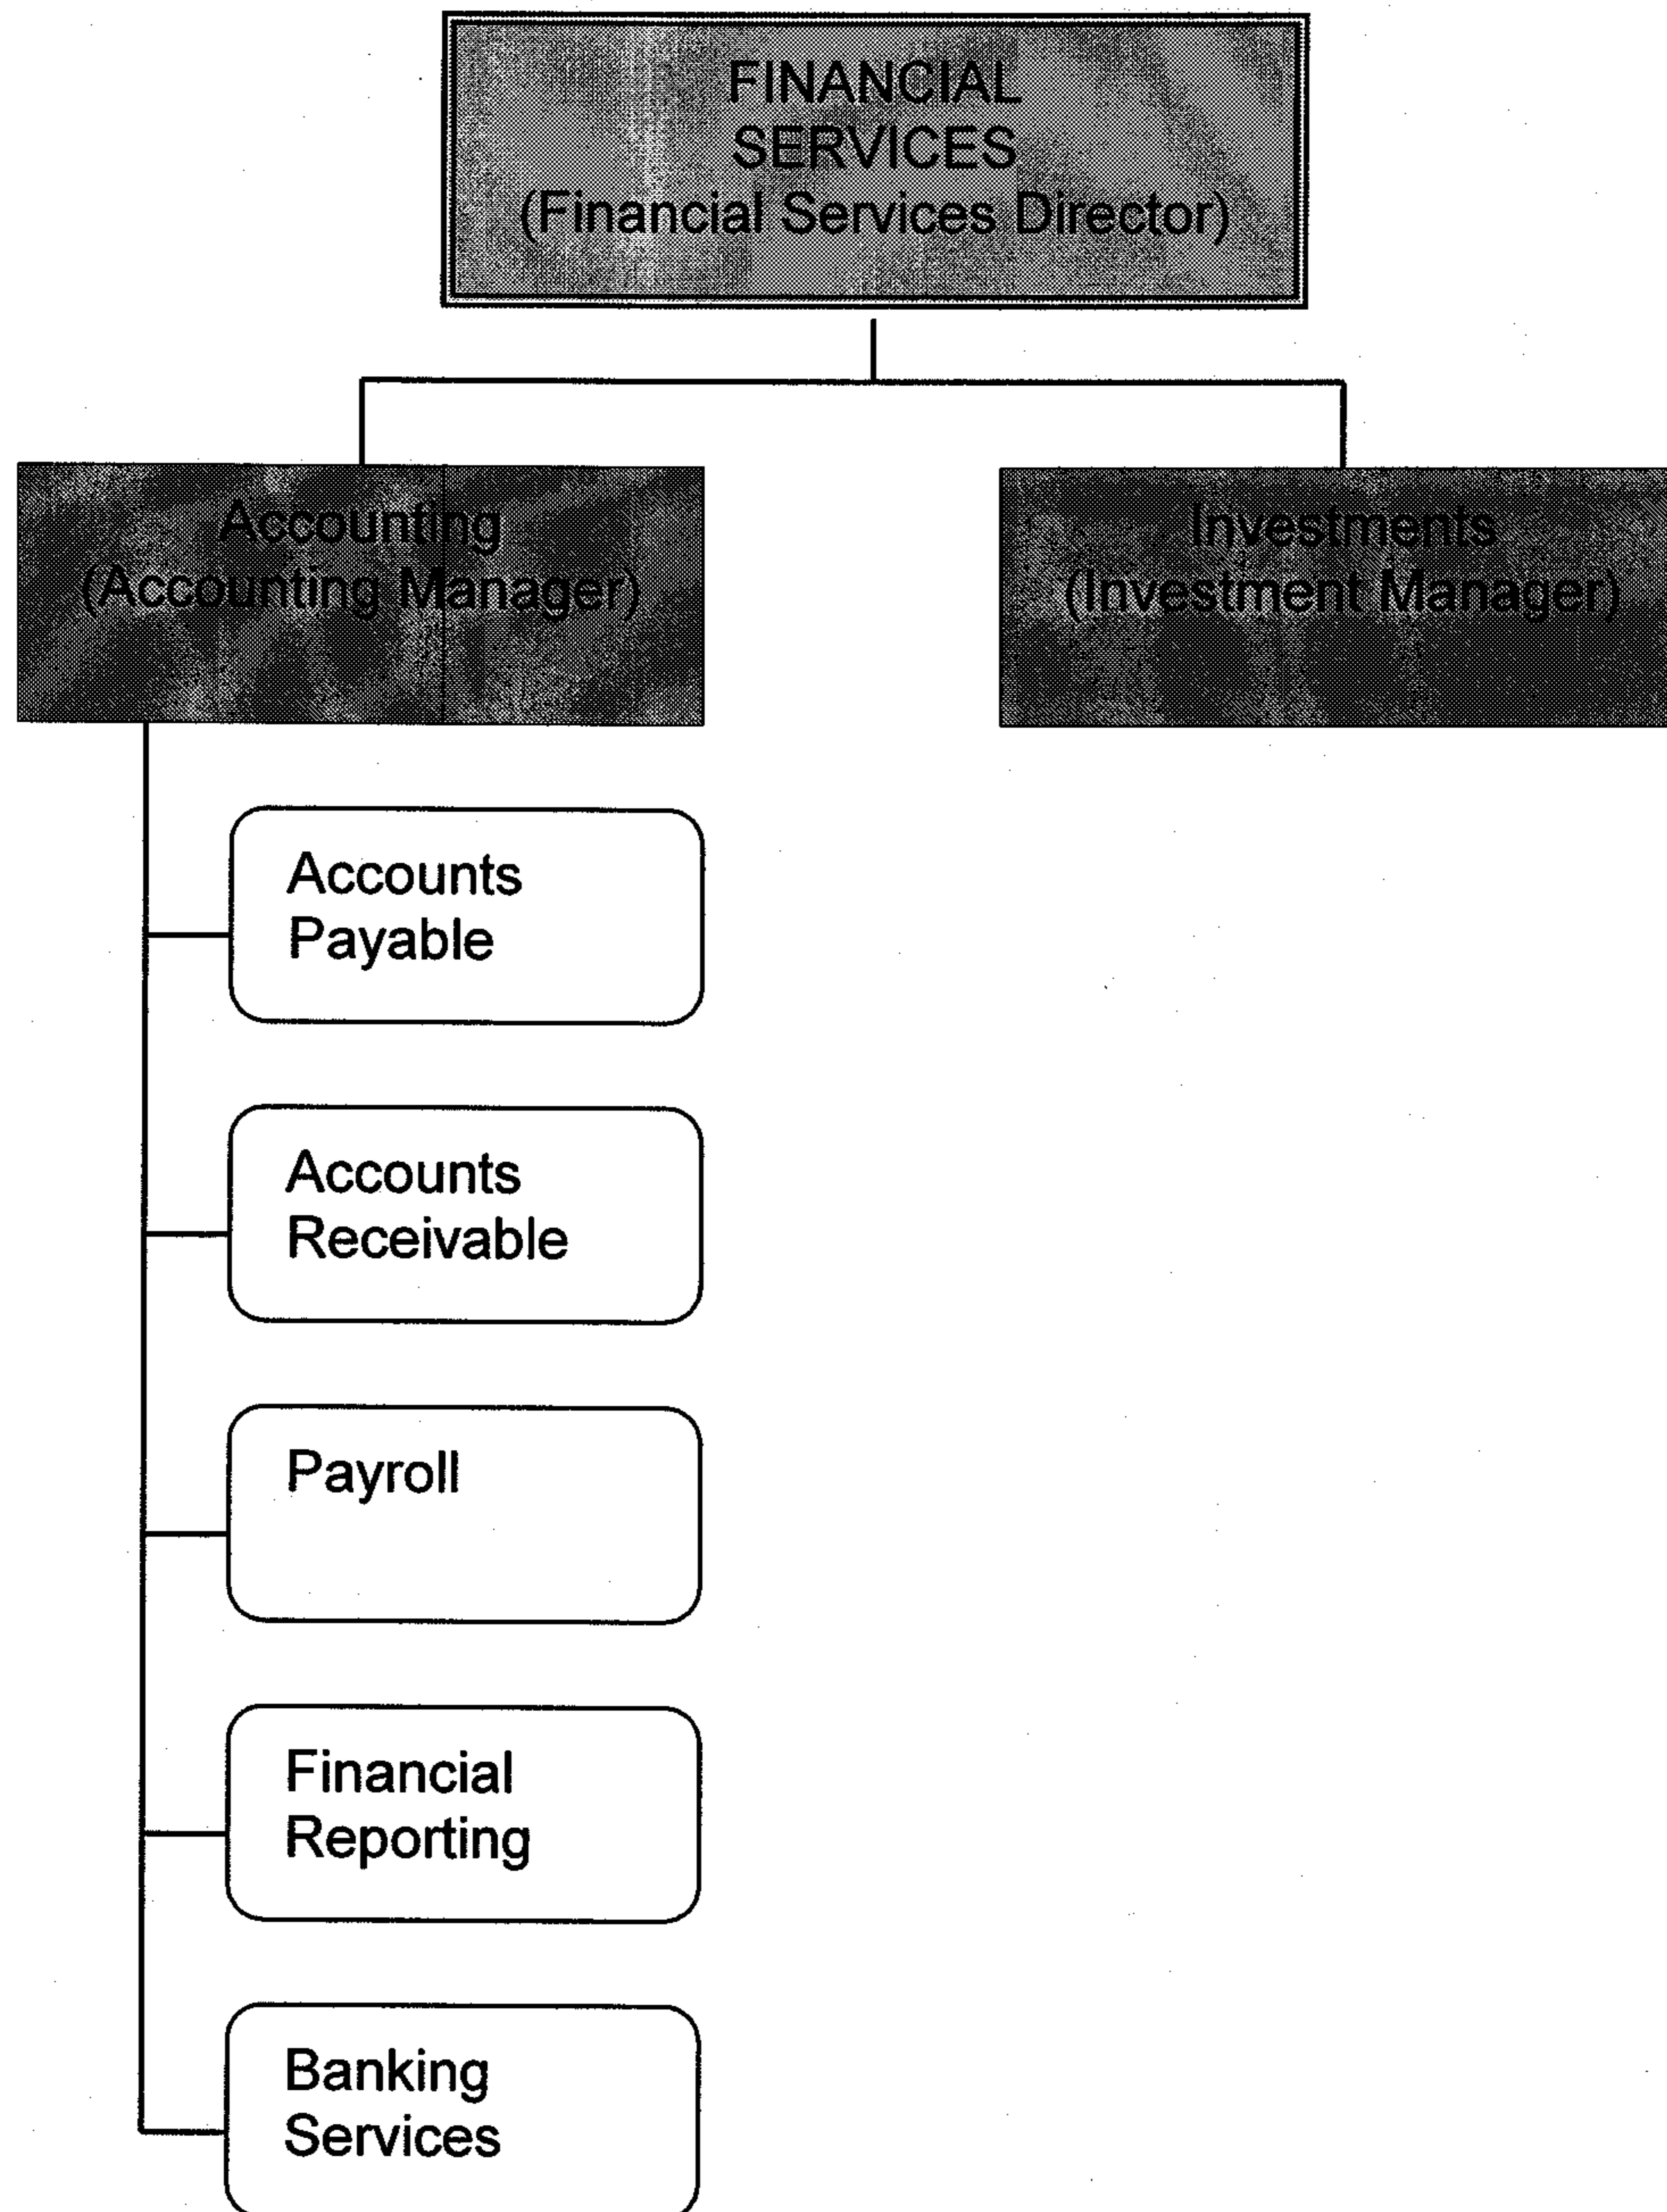 FINANCIAL
SERVICES
(Financial Services Director)
Accounting
(Accounting Manager)
Investments
(Investment Manager)
Accounts
Payable
Accounts
Receivable
Payroll
Financial
Reporting
Banking
Services